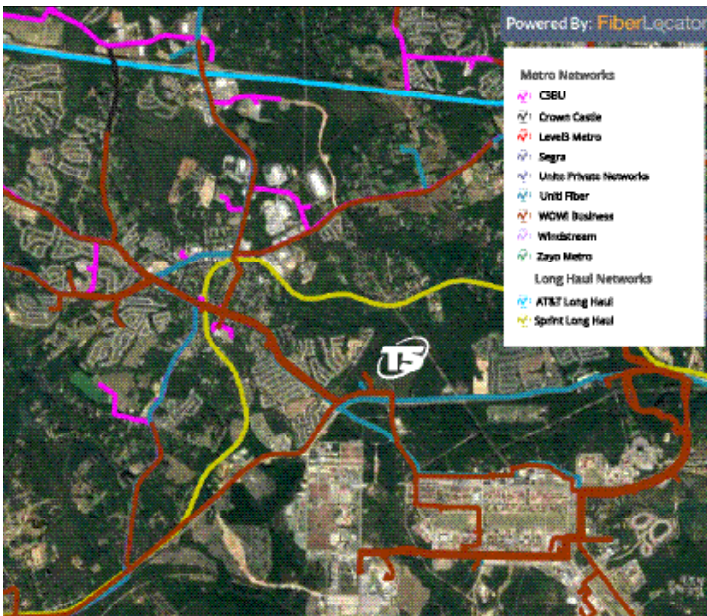 Powered By: FiberLocator
Metro Networks
CSBU
Crown Castle
Level3 Metro
Segra
Unite Private Networks
Uniti Fiber
WOW! Business
Windstream
Zayo Metro
Long Haul Networks
AT&T Long Haul
Sprint Long Haul
TS